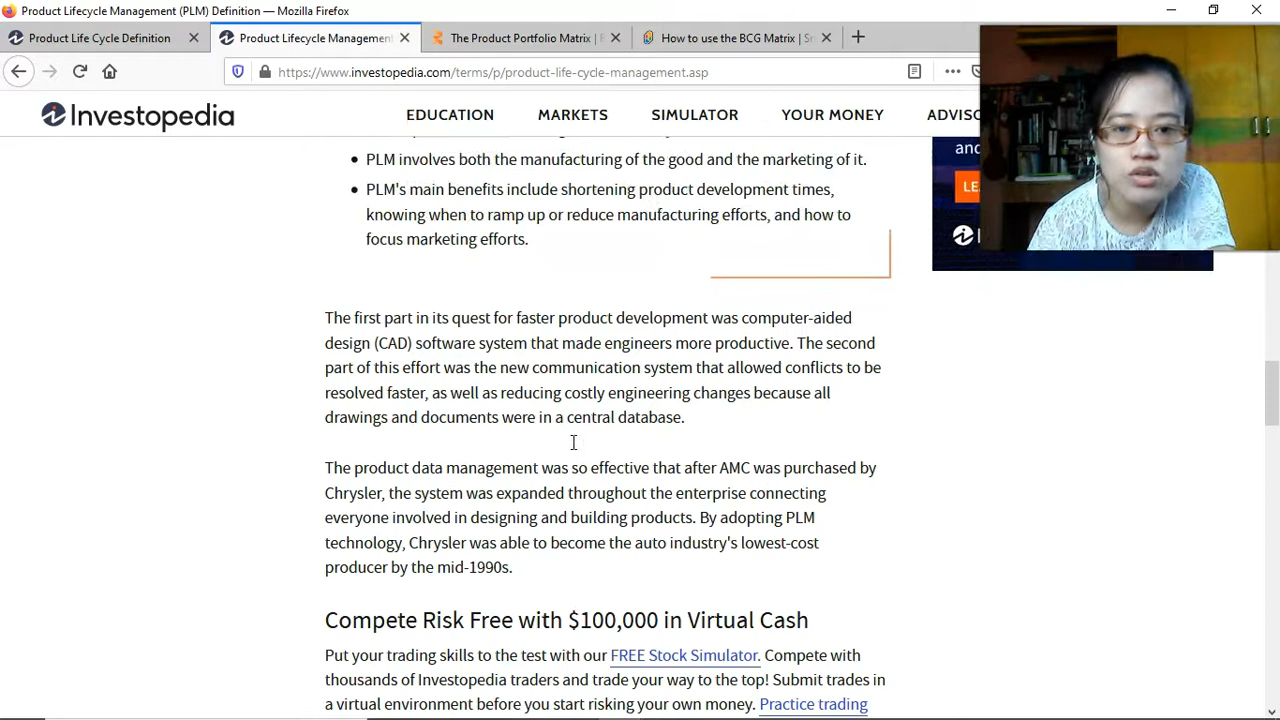 Product Lifecycle Management (PLM) Definition — Mozilla Firefox
Product Life Cycle Definition
Product Lifecycle Management
The Product Portfolio Matrix |
How to use the BCG Matrix |
https://www.investopedia.com/terms/p/product-life-cycle-management.asp
Investopedia
EDUCATION
MARKETS
SIMULATOR
YOUR MONEY
ADVISO
• PLM involves both the manufacturing of the good and the marketing of it.
• PLM's main benefits include shortening product development times,
knowing when to ramp up or reduce manufacturing efforts, and how to
focus marketing efforts.
and
LE
The first part in its quest for faster product development was computer-aided
design (CAD) software system that made engineers more productive. The second
part of this effort was the new communication system that allowed conflicts to be
resolved faster, as well as reducing costly engineering changes because all
drawings and documents were in a central database.
The product data management was so effective that after AMC was purchased by
Chrysler, the system was expanded throughout the enterprise connecting
everyone involved in designing and building products. By adopting PLM
technology, Chrysler was able to become the auto industry's lowest-cost
producer by the mid-1990s.
Compete Risk Free with $100,000 in Virtual Cash
Put your trading skills to the test with our FREE Stock Simulator. Compete with
thousands of Investopedia traders and trade your way to the top! Submit trades in
a virtual environment before you start risking your own money. Practice trading